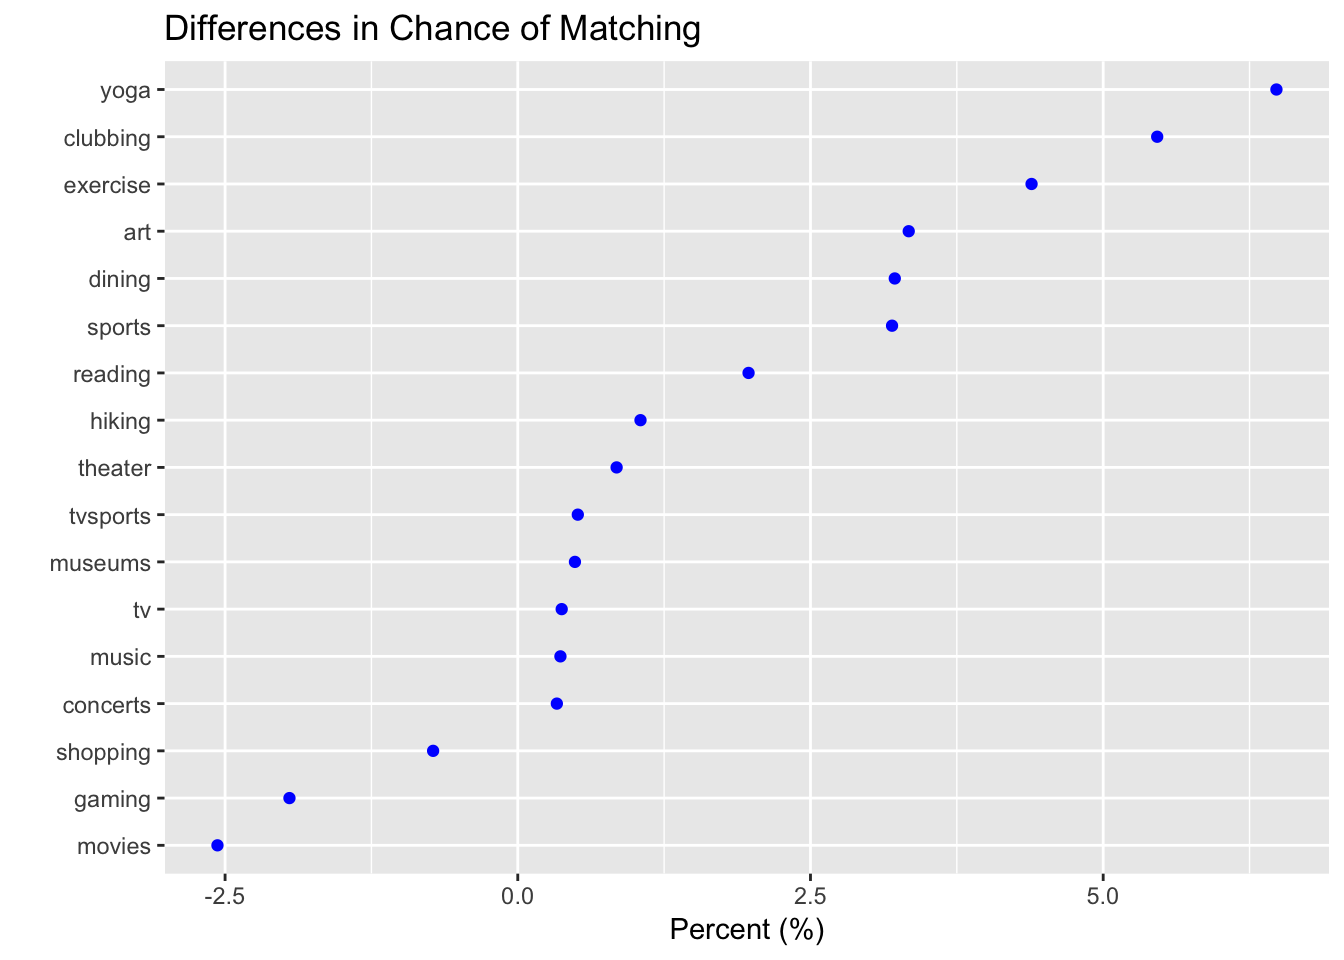 Differences in Chance of Matching
yoga
clubbing
exercise
art
dining
sports
reading
hiking
theater
tvsports
museums
tv
music
concerts
shopping
gaming
movies
-2.5 0.0 2.5 5.0
Percent (%)